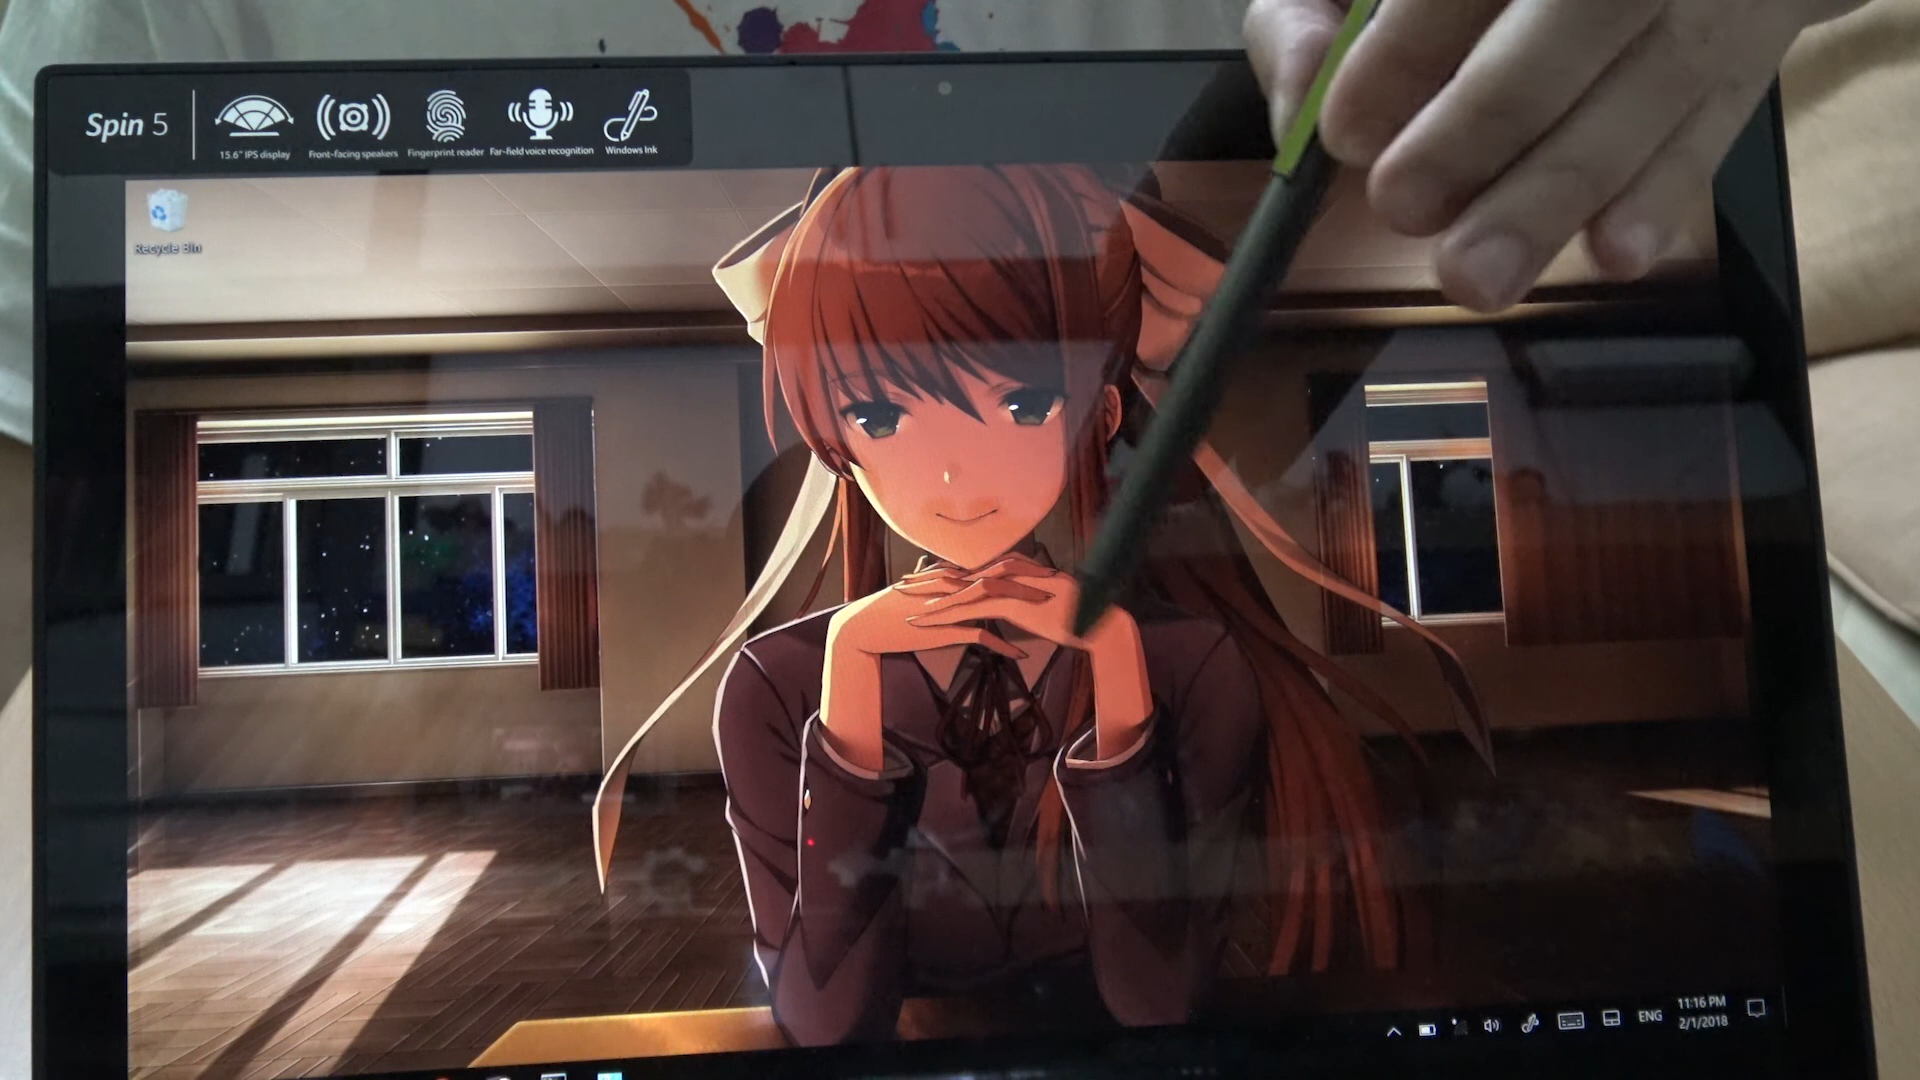 Spin 5
15.6" IPS display
Front-facing speakers
Fingerprint reader
Far-field voice recognition
Windows Ink
Recycle Bin
ENG
11:16 PM
2/1/2018